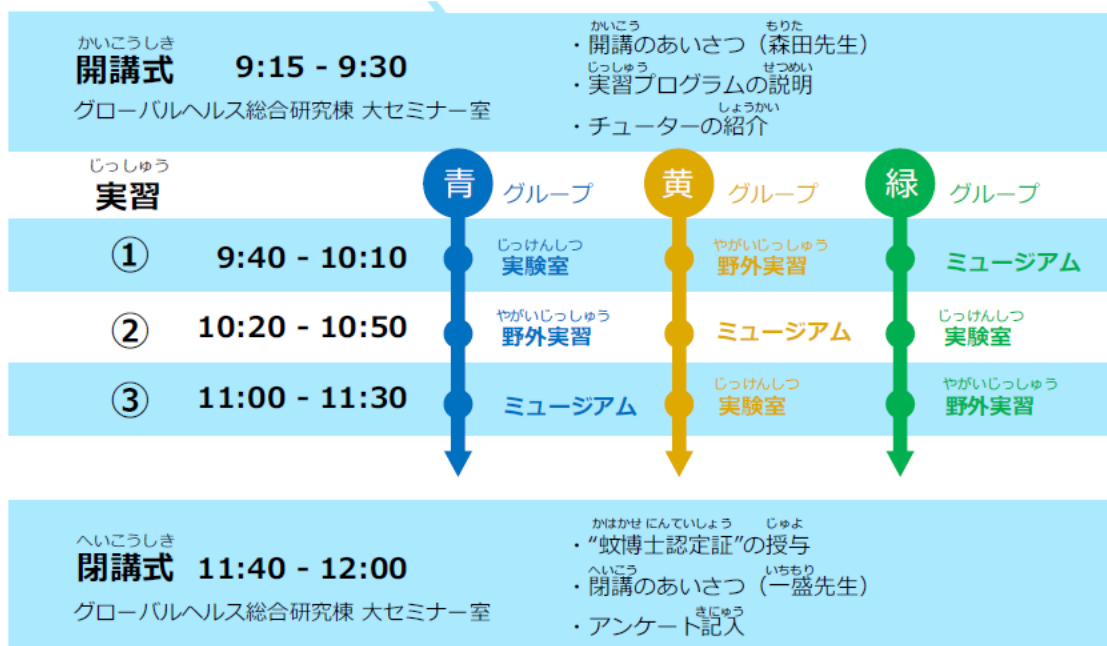 かいこうしき
開講式 9:15 - 9:30
グローバルヘルス総合研究棟 大セミナー室
かいこう もりた
・開講のあいさつ（森田先生）
じっしゅう せつめい
・実習プログラムの説明
しょうかい
・チューターの紹介
じっしゅう
実習
青 グループ
黄 グループ
緑 グループ
① 9:40 - 10:10
じっけんしつ
実験室
やがいじっしゅう
野外実習
ミュージアム
② 10:20 - 10:50
やがいじっしゅう
野外実習
ミュージアム
じっけんしつ
実験室
③ 11:00 - 11:30
ミュージアム
じっけんしつ
実験室
やがいじっしゅう
野外実習
へいこうしき
閉講式 11:40 - 12:00
グローバルヘルス総合研究棟 大セミナー室
かはかせ にんていしょう じゅよ
・“蚊博士認定証”の授与
へいこう いちもり
・閉講のあいさつ（一盛先生）
きにゅう
・アンケート記入